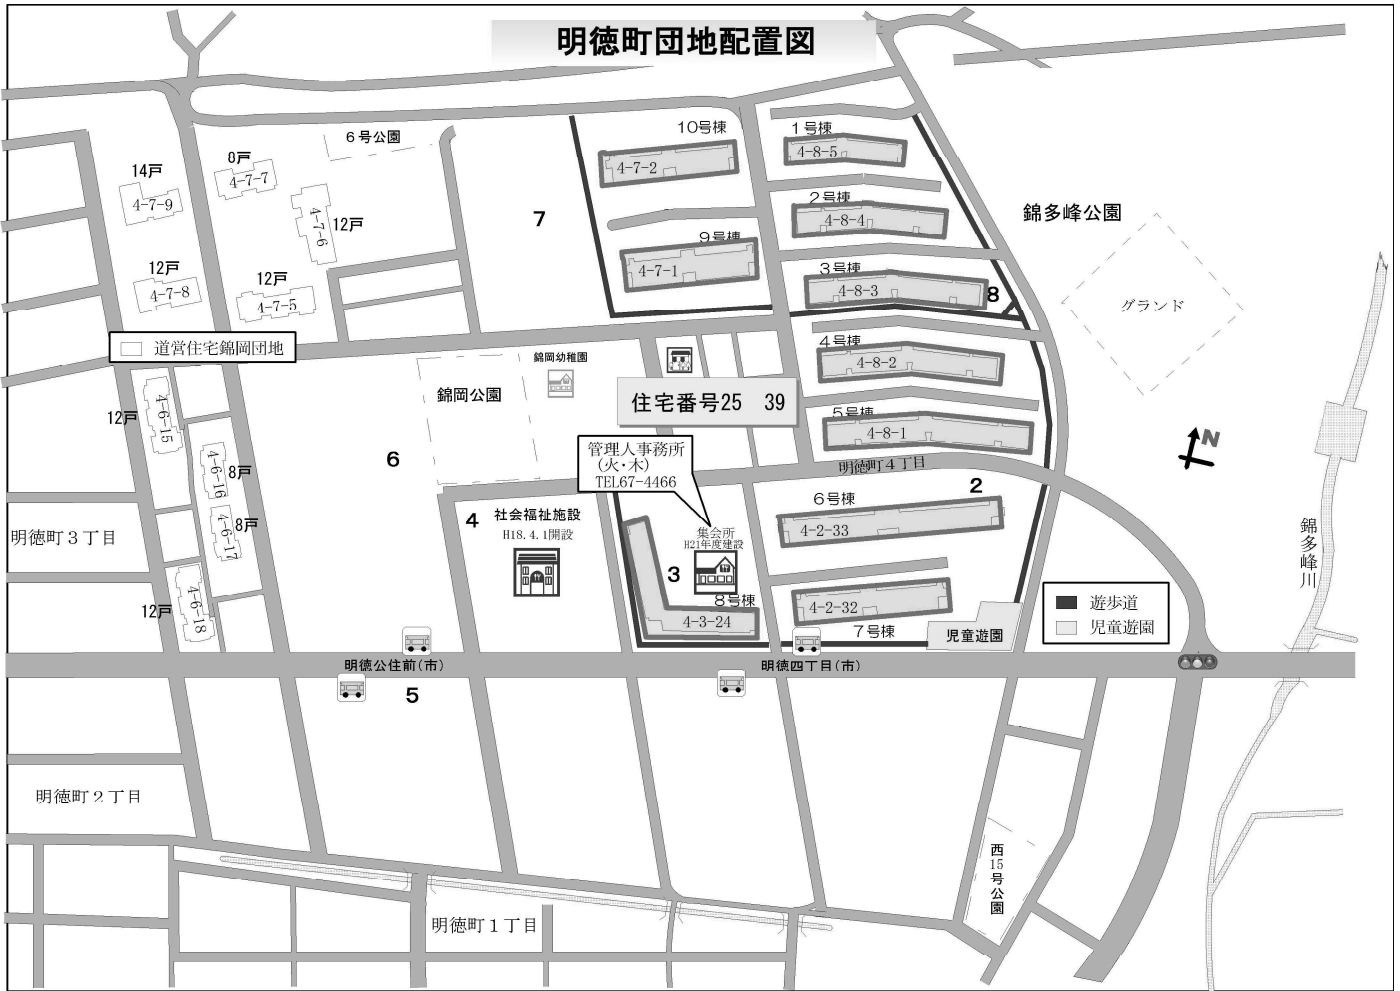 明徳町団地配置図
6号公園
10号棟
4-7-2
1号棟
4-8-5
14戸
4-7-9
8戸
4-7-7
12戸
4-7-6
7
2号棟
4-8-4
錦多峰公園
9号棟
4-7-1
12戸
4-7-8
12戸
4-7-5
3号棟
4-8-3
8
グランド
道営住宅錦岡団地
4号棟
4-8-2
錦岡公園
錦岡幼稚園
住宅番号25 39
12戸
4-6-15
5号棟
4-8-1
6
管理人事務所
(火・木)
TEL67-4466
明徳町4丁目
N
8戸
4-6-16
8戸
4-6-17
2
6号棟
4-2-33
4
社会福祉施設
H18.4.1開設
集会所
H21年度建設
明徳町3丁目
錦多峰川
3
8号棟
4-3-24
4-2-32
7号棟
児童遊園
遊歩道
児童遊園
12戸
4-6-18
明徳公住前(市)
明徳四丁目(市)
5
明徳町2丁目
西15号公園
明徳町1丁目